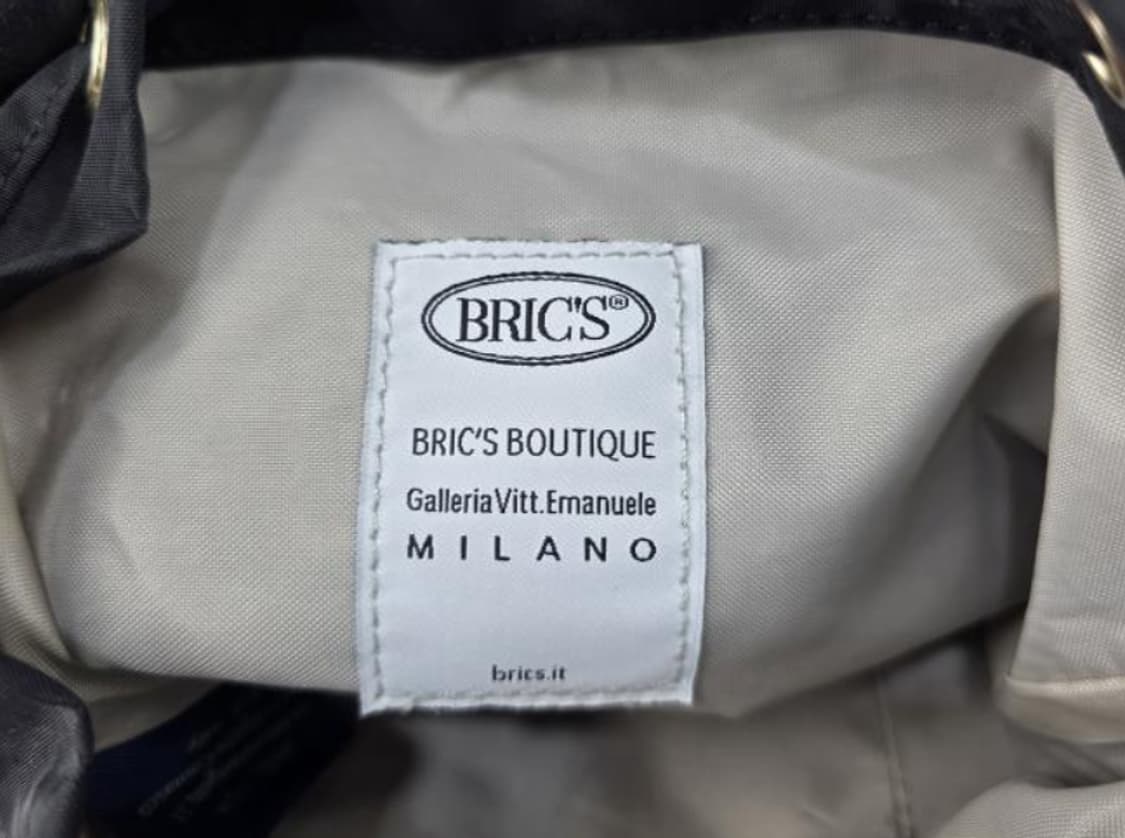 BRIC'S®
BRIC'S BOUTIQUE
Galleria Vitt.Emanuele
MILANO
brics.it